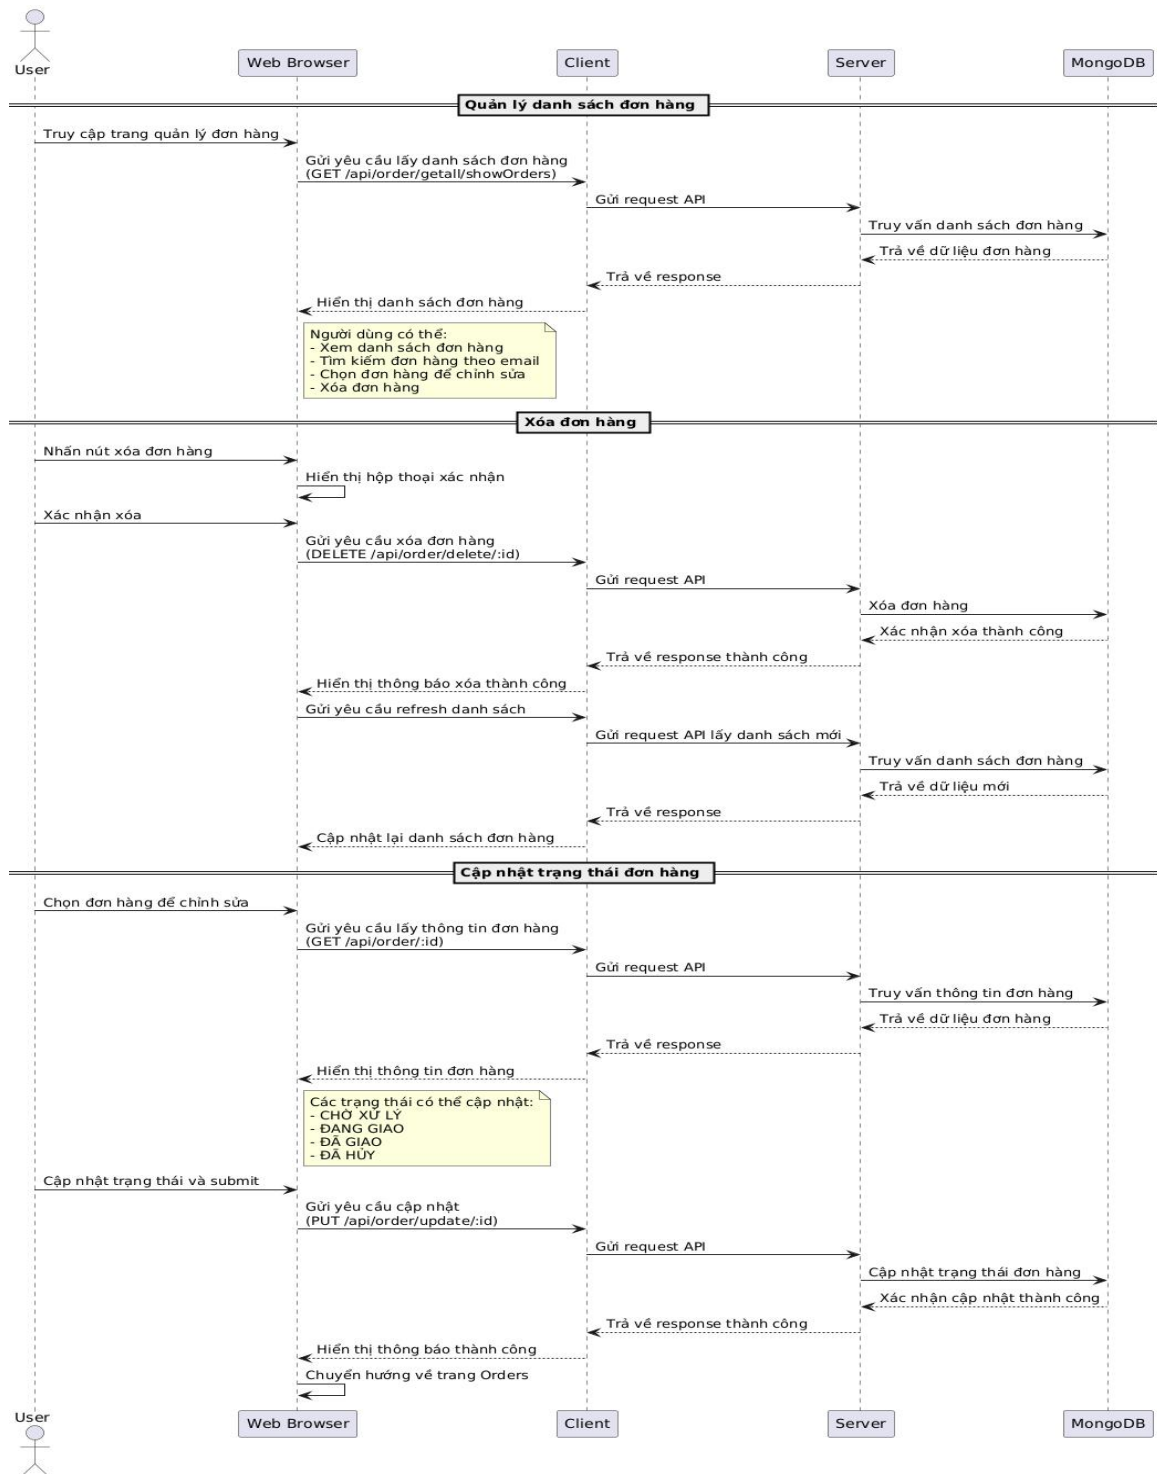 User
Web Browser
Client
Server
MongoDB
Quản lý danh sách đơn hàng
Truy cập trang quản lý đơn hàng
Gửi yêu cầu lấy danh sách đơn hàng
(GET /api/order/getall/showOrders)
Gửi request API
Truy vấn danh sách đơn hàng
Trả về dữ liệu đơn hàng
Trả về response
Hiển thị danh sách đơn hàng
Người dùng có thể:
- Xem danh sách đơn hàng
- Tìm kiếm đơn hàng theo email
- Chọn đơn hàng để chỉnh sửa
- Xóa đơn hàng
Xóa đơn hàng
Nhấn nút xóa đơn hàng
Hiển thị hộp thoại xác nhận
Xác nhận xóa
Gửi yêu cầu xóa đơn hàng
(DELETE /api/order/delete/:id)
Gửi request API
Xóa đơn hàng
Xác nhận xóa thành công
Trả về response thành công
Hiển thị thông báo xóa thành công
Gửi yêu cầu refresh danh sách
Gửi request API lấy danh sách mới
Truy vấn danh sách đơn hàng
Trả về dữ liệu mới
Trả về response
Cập nhật lại danh sách đơn hàng
Cập nhật trạng thái đơn hàng
Chọn đơn hàng để chỉnh sửa
Gửi yêu cầu lấy thông tin đơn hàng
(GET /api/order/:id)
Gửi request API
Truy vấn thông tin đơn hàng
Trả về dữ liệu đơn hàng
Trả về response
Hiển thị thông tin đơn hàng
Các trạng thái có thể cập nhật:
- CHỜ XỬ LÝ
- ĐANG GIAO
- ĐÃ GIAO
- ĐÃ HỦY
Cập nhật trạng thái và submit
Gửi yêu cầu cập nhật
(PUT /api/order/update/:id)
Gửi request API
Cập nhật trạng thái đơn hàng
Xác nhận cập nhật thành công
Trả về response thành công
Hiển thị thông báo thành công
Chuyển hướng về trang Orders
User
Web Browser
Client
Server
MongoDB